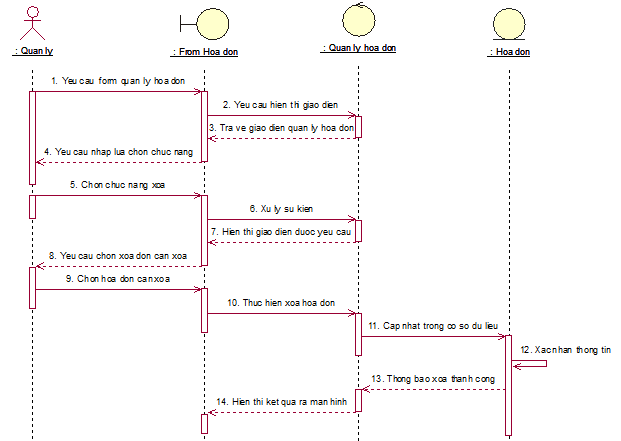 : Quan ly
: From Hoa don
: Quan ly hoa don
: Hoa don
1. Yeu cau form quan ly hoa don
2. Yeu cau hien thi giao dien
3. Tra ve giao dien quan ly hoa don
4. Yeu cau nhap lua chon chuc nang
5. Chon chuc nang xoa
6. Xu ly su kien
7. Hien thi giao dien duoc yeu cau
8. Yeu cau chon xoa don can xoa
9. Chon hoa don can xoa
10. Thuc hien xoa hoa don
11. Cap nhat trong co so du lieu
12. Xac nhan thong tin
13. Thong bao xoa thanh cong
14. Hien thi ket qua ra man hinh